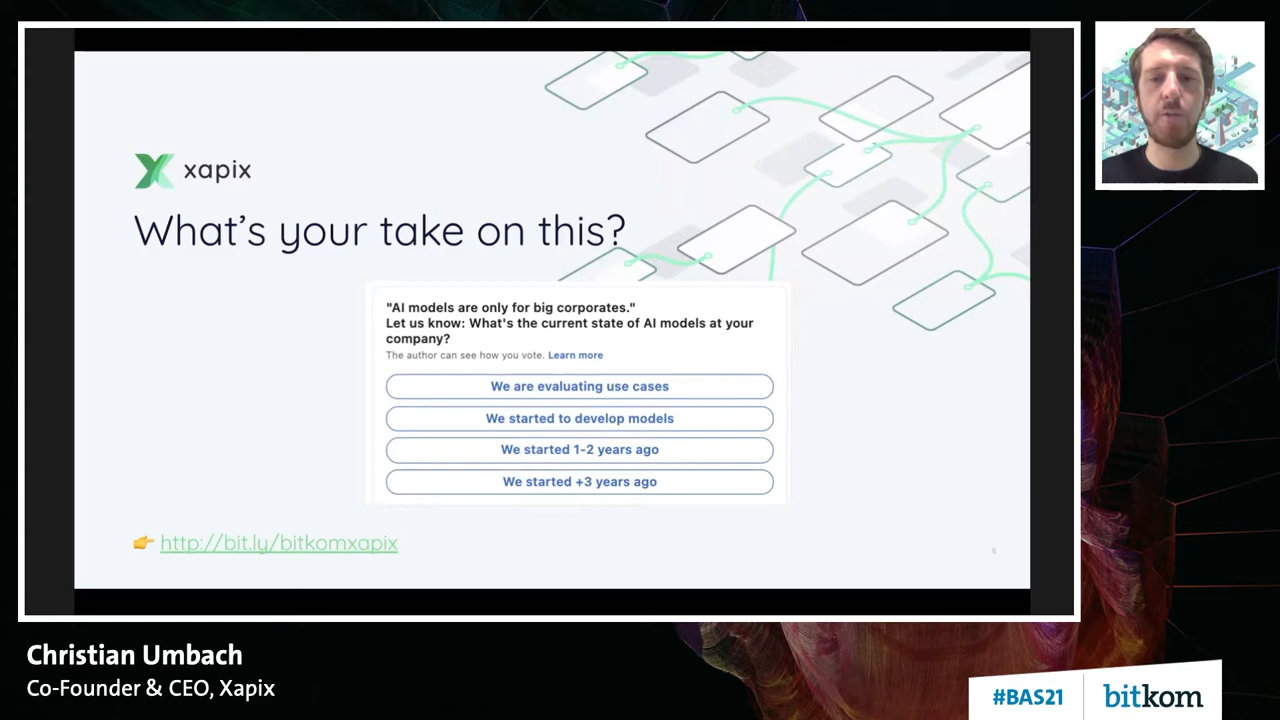 xapix
What's your take on this?
"AI models are only for big corporates."
Let us know: What's the current state of AI models at your
company?
The author can see how you vote. Learn more
We are evaluating use cases
We started to develop models
We started 1-2 years ago
We started +3 years ago
👉 http://bit.ly/bitkomxapix
6
Christian Umbach
Co-Founder & CEO, Xapix
#BAS21
bitkom